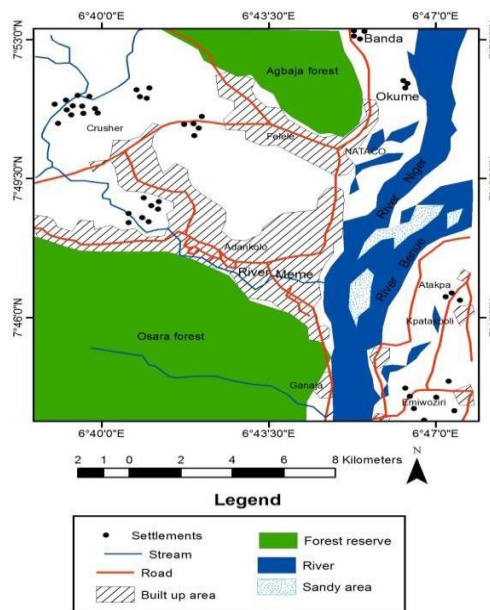 6°40'0"E 6°43'30"E 6°47'0"E
7°53'0"N
Banda
Agbaja forest
Okume
Crusher
Felele
NATACO
7°49'30"N
River Niger
Adankolo
River Benue
River Meme
Atakpa
Kpatakpoli
7°46'0"N
Osara forest
Ganaja
Emiwoziri
6°40'0"E 6°43'30"E 6°47'0"E
2 1 0 2 4 6 8 Kilometers
N
Legend
Settlements
Stream
Road
Built up area
Forest reserve
River
Sandy area